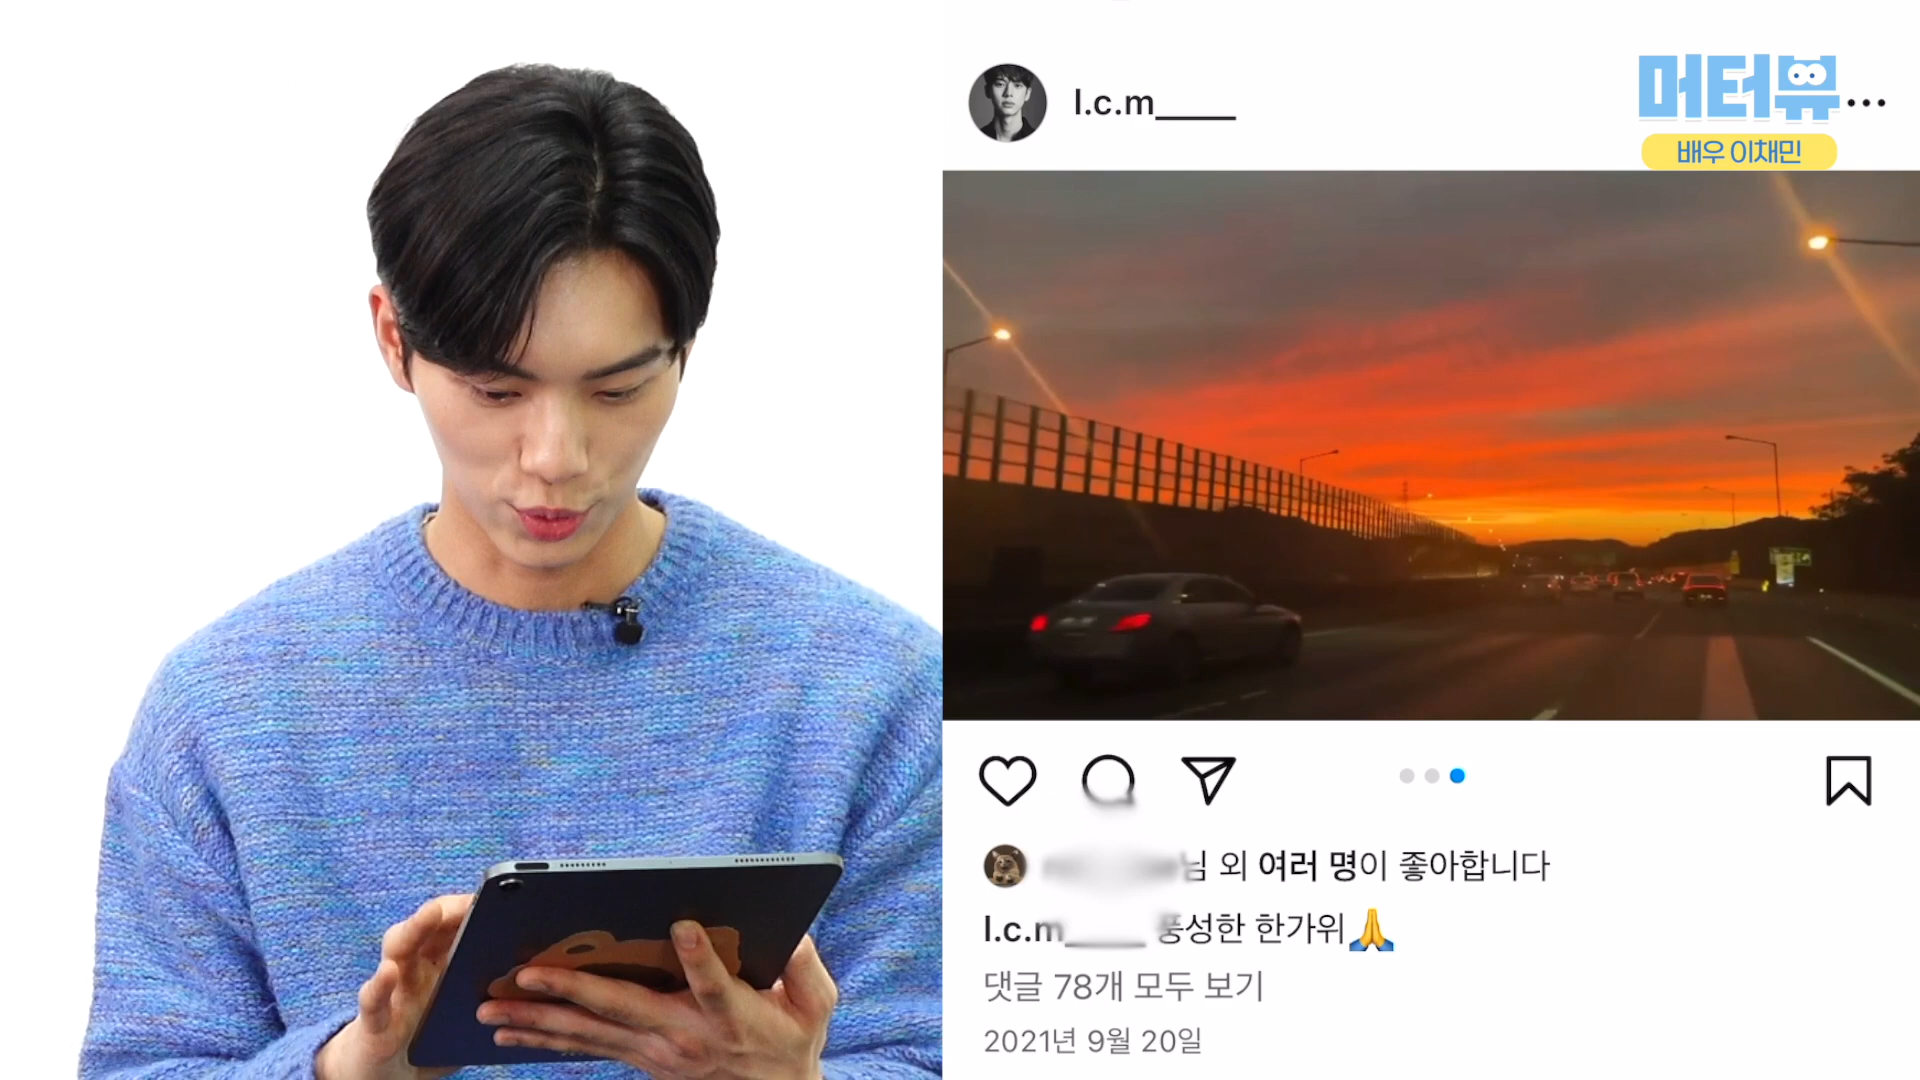 l.c.m____
머터뷰
배우 이채민
님 외 여러 명이 좋아합니다
l.c.m____ 풍성한 한가위🙏
댓글 78개 모두 보기
2021년 9월 20일